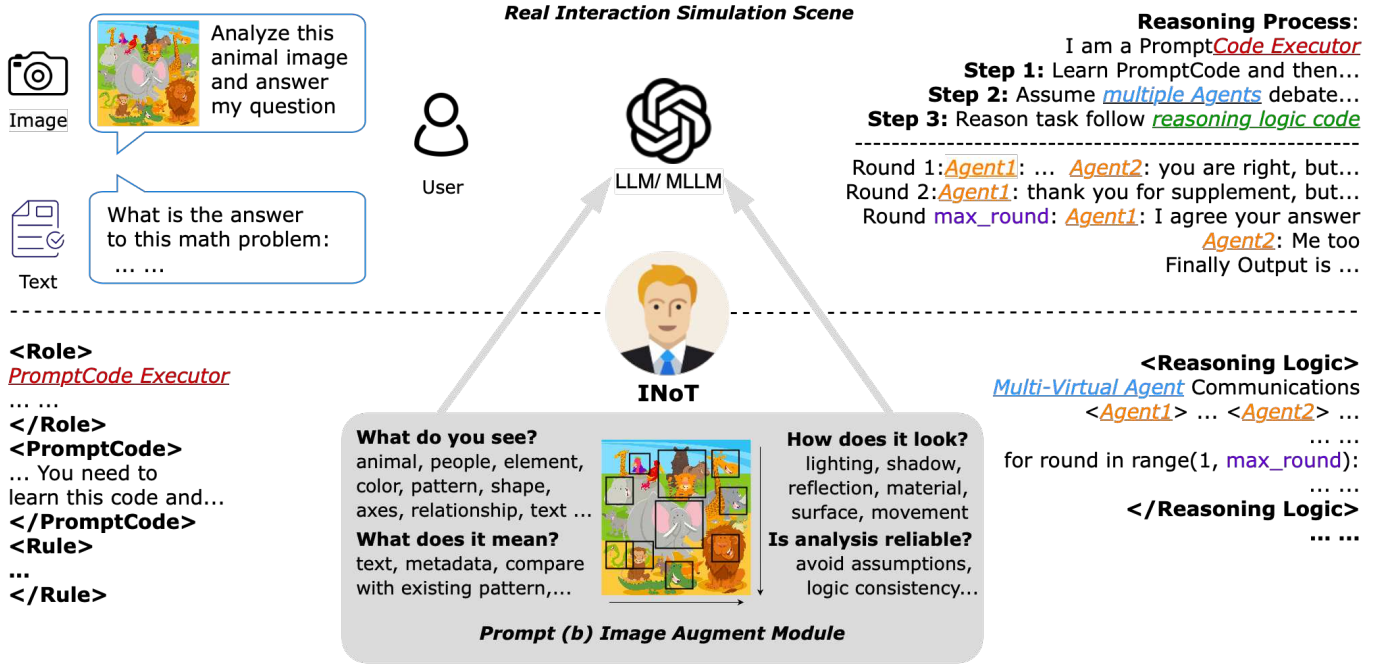 Real Interaction Simulation Scene
Image
Analyze this
animal image
and answer
my question
Text
What is the answer
to this math problem:
... ...
User
LLM/ MLLM
Reasoning Process:
I am a PromptCode Executor
Step 1: Learn PromptCode and then...
Step 2: Assume multiple Agents debate...
Step 3: Reason task follow reasoning logic code
Round 1:Agent1: ... Agent2: you are right, but...
Round 2:Agent1: thank you for supplement, but...
Round max_round: Agent1: I agree your answer
Agent2: Me too
Finally Output is ...
<Role>
PromptCode Executor
... ...
</Role>
<PromptCode>
... You need to
learn this code and...
</PromptCode>
<Rule>
...
</Rule>
INoT
What do you see?
animal, people, element,
color, pattern, shape,
axes, relationship, text ...
What does it mean?
text, metadata, compare
with existing pattern,...
How does it look?
lighting, shadow,
reflection, material,
surface, movement
Is analysis reliable?
avoid assumptions,
logic consistency...
Prompt (b) Image Augment Module
<Reasoning Logic>
Multi-Virtual Agent Communications
<Agent1> ... <Agent2> ...
... ...
for round in range(1, max_round):
... ...
</Reasoning Logic>
... ...